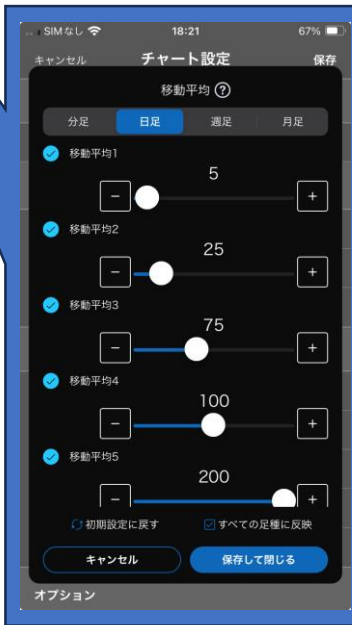 SIMなし 18:21 67%
キャンセル チャート設定 保存
移動平均 ?
分足 日足 週足 月足
移動平均1
5
− +
移動平均2
25
− +
移動平均3
75
− +
移動平均4
100
− +
移動平均5
200
− +
初期設定に戻す すべての足種に反映
キャンセル 保存して閉じる
オプション